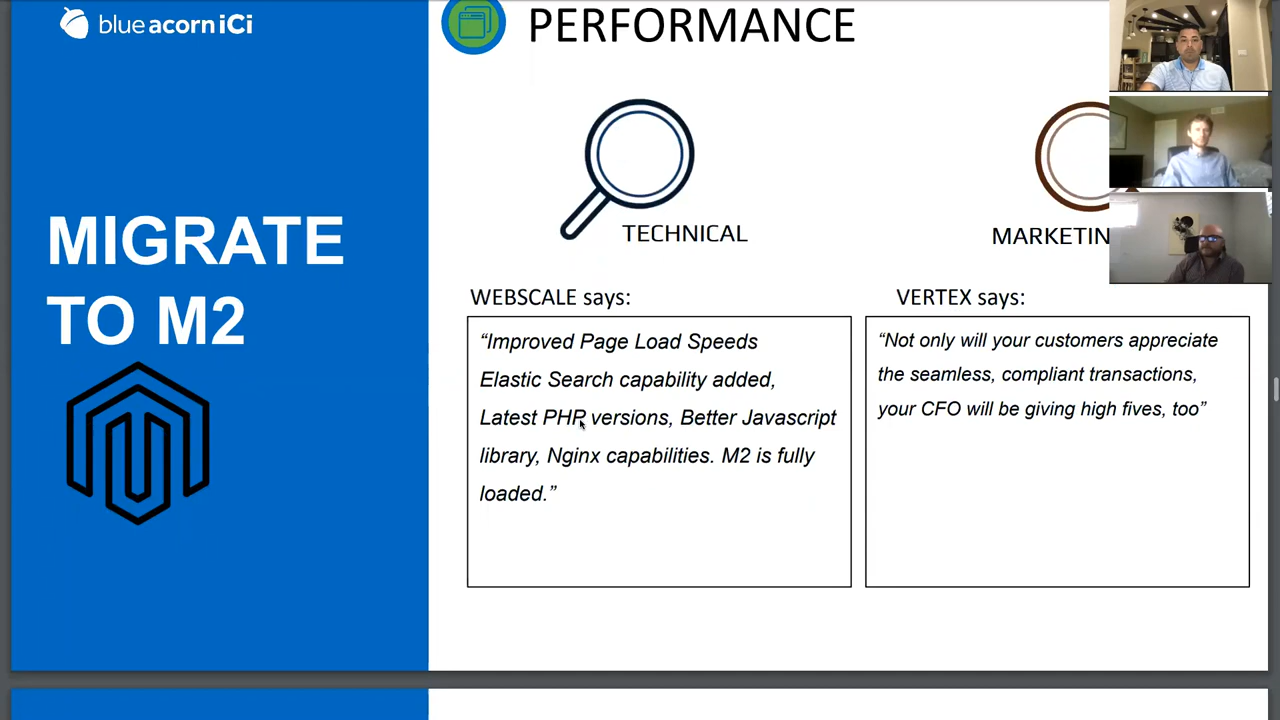 blue acorn iCi
PERFORMANCE
MIGRATE
TO M2
TECHNICAL
MARKETIN
WEBSCALE says:
“Improved Page Load Speeds
Elastic Search capability added,
Latest PHP versions, Better Javascript
library, Nginx capabilities. M2 is fully
loaded.”
VERTEX says:
“Not only will your customers appreciate
the seamless, compliant transactions,
your CFO will be giving high fives, too”